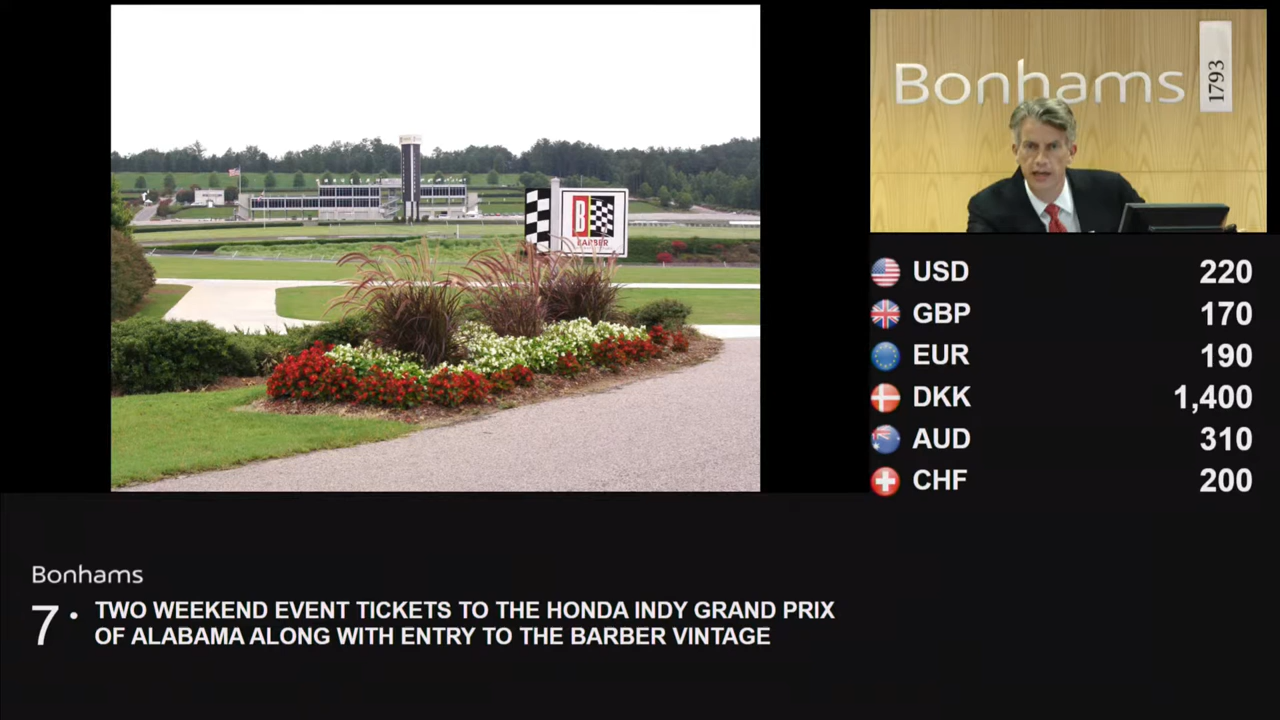 Bonhams
1793
B
BARBER
USD 220
GBP 170
EUR 190
DKK 1,400
AUD 310
CHF 200
Bonhams
7• TWO WEEKEND EVENT TICKETS TO THE HONDA INDY GRAND PRIX
OF ALABAMA ALONG WITH ENTRY TO THE BARBER VINTAGE